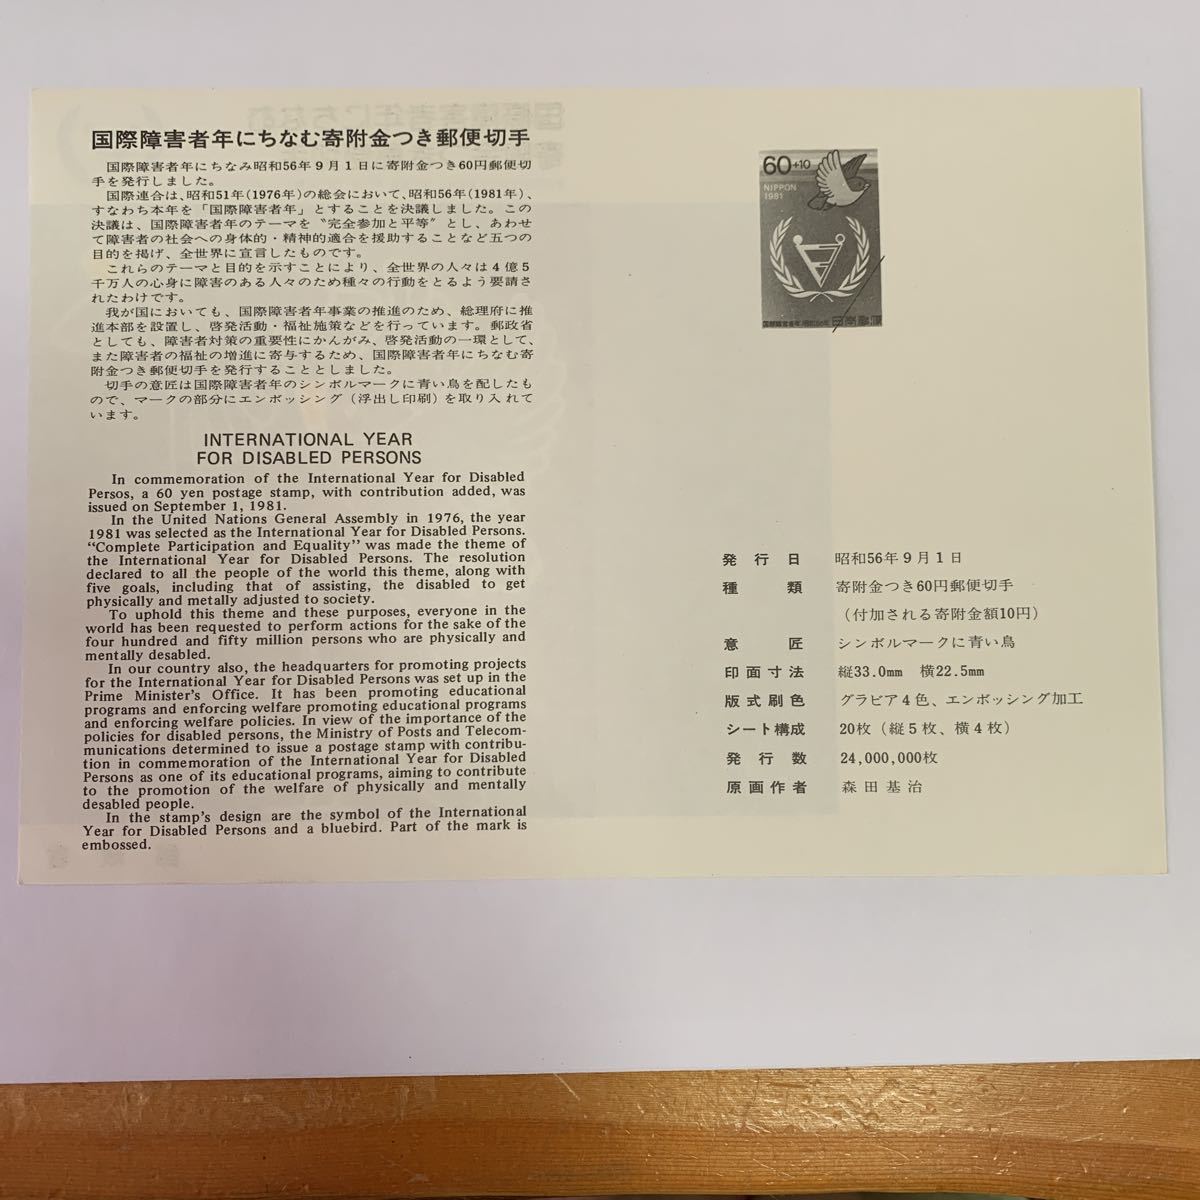 国際障害者年にちなむ寄附金つき郵便切手
国際障害者年にちなみ昭和56年9月1日に寄附金つき60円郵便切
手を発行しました。
国際連合は、昭和51年(1976年)の総会において、昭和56年(1981年)、
すなわち本年を「国際障害者年」とすることを決議しました。この
決議は、国際障害者年のテーマを〝完全参加と平等〞とし、あわせ
て障害者の社会への身体的・精神的適合を援助することなど五つの
目的を掲げ、全世界に宣言したものです。
これらのテーマと目的を示すことにより、全世界の人々は4億5
千万人の心身に障害のある人々のため種々の行動をとるよう要請さ
れたわけです。
我が国においても、国際障害者年事業の推進のため、総理府に推
進本部を設置し、啓発活動・福祉施策などを行っています。郵政省
としても、障害者対策の重要性にかんがみ、啓発活動の一環として、
また障害者の福祉の増進に寄与するため、国際障害者年にちなむ寄
附金つき郵便切手を発行することとしました。
切手の意匠は国際障害者年のシンボルマークに青い鳥を配したも
ので、マークの部分にエンボッシング（浮出し印刷）を取り入れて
います。
INTERNATIONAL YEAR
FOR DISABLED PERSONS
In commemoration of the International Year for Disabled
Persos, a 60 yen postage stamp, with contribution added, was
issued on September 1, 1981.
In the United Nations General Assembly in 1976, the year
1981 was selected as the International Year for Disabled Persons.
“Complete Participation and Equality” was made the theme of
the International Year for Disabled Persons. The resolution
declared to all the people of the world this theme, along with
five goals, including that of assisting, the disabled to get
physically and metally adjusted to society.
To uphold this theme and these purposes, everyone in the
world has been requested to perform actions for the sake of the
four hundred and fifty million persons who are physically and
mentally desabled.
In our country also, the headquarters for promoting projects
for the International Year for Disabled Persons was set up in the
Prime Minister’s Office. It has been promoting educational
programs and enforcing welfare promoting educational programs
and enforcing welfare policies. In view of the importance of the
policies for disabled persons, the Ministry of Posts and Telecom-
munications determined to issue a postage stamp with contribu-
tion in commemoration of the International Year for Disabled
Persons as one of its educational programs, aiming to contribute
to the promotion of the welfare of physically and mentally
desabled people.
In the stamp’s design are the symbol of the International
Year for Disabled Persons and a bluebird. Part of the mark is
embossed.
60+10
NIPPON
1981
国際障害者年 昭和56年 日本郵便
発行日 昭和56年9月1日
種類 寄附金つき60円郵便切手
（付加される寄附金額10円）
意匠 シンボルマークに青い鳥
印面寸法 縦33.0mm 横22.5mm
版式刷色 グラビア4色、エンボッシング加工
シート構成 20枚（縦5枚、横4枚）
発行数 24,000,000枚
原画作者 森田基治